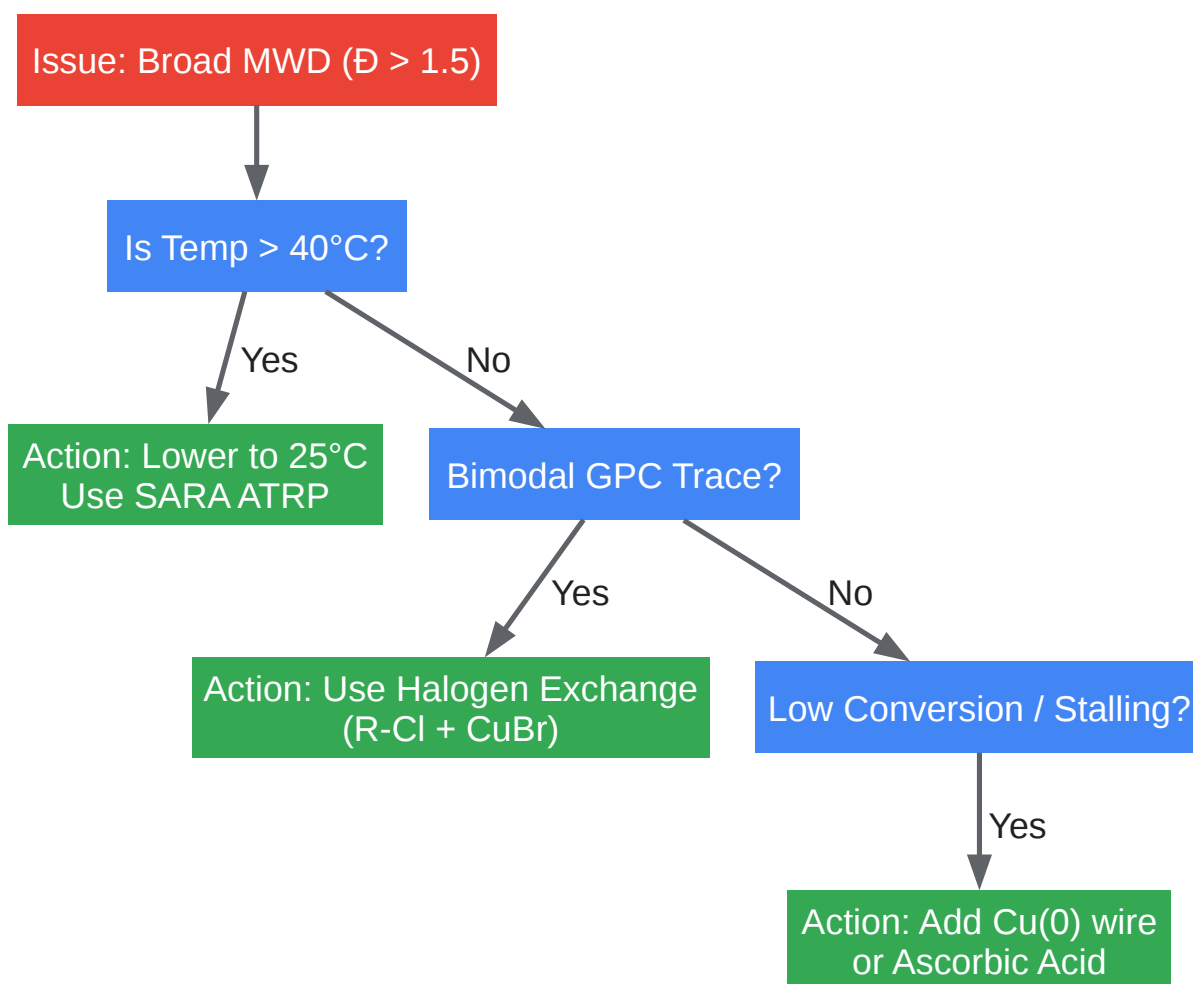 Issue: Broad MWD (Đ > 1.5)
Is Temp > 40°C?
Yes
No
Action: Lower to 25°C
Use SARA ATRP
Bimodal GPC Trace?
Yes
No
Action: Use Halogen Exchange
(R-Cl + CuBr)
Low Conversion / Stalling?
Yes
Action: Add Cu(0) wire
or Ascorbic Acid